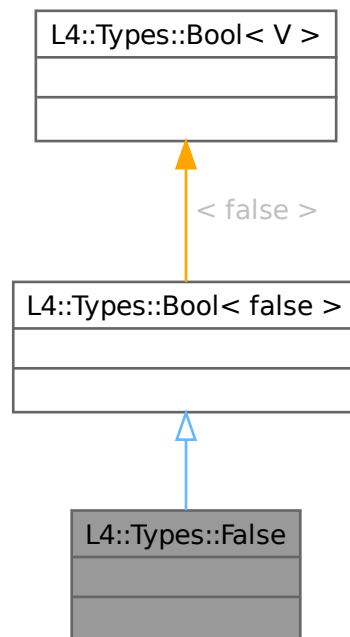 L4::Types::Bool< V >
< false >
L4::Types::Bool< false >
L4::Types::False